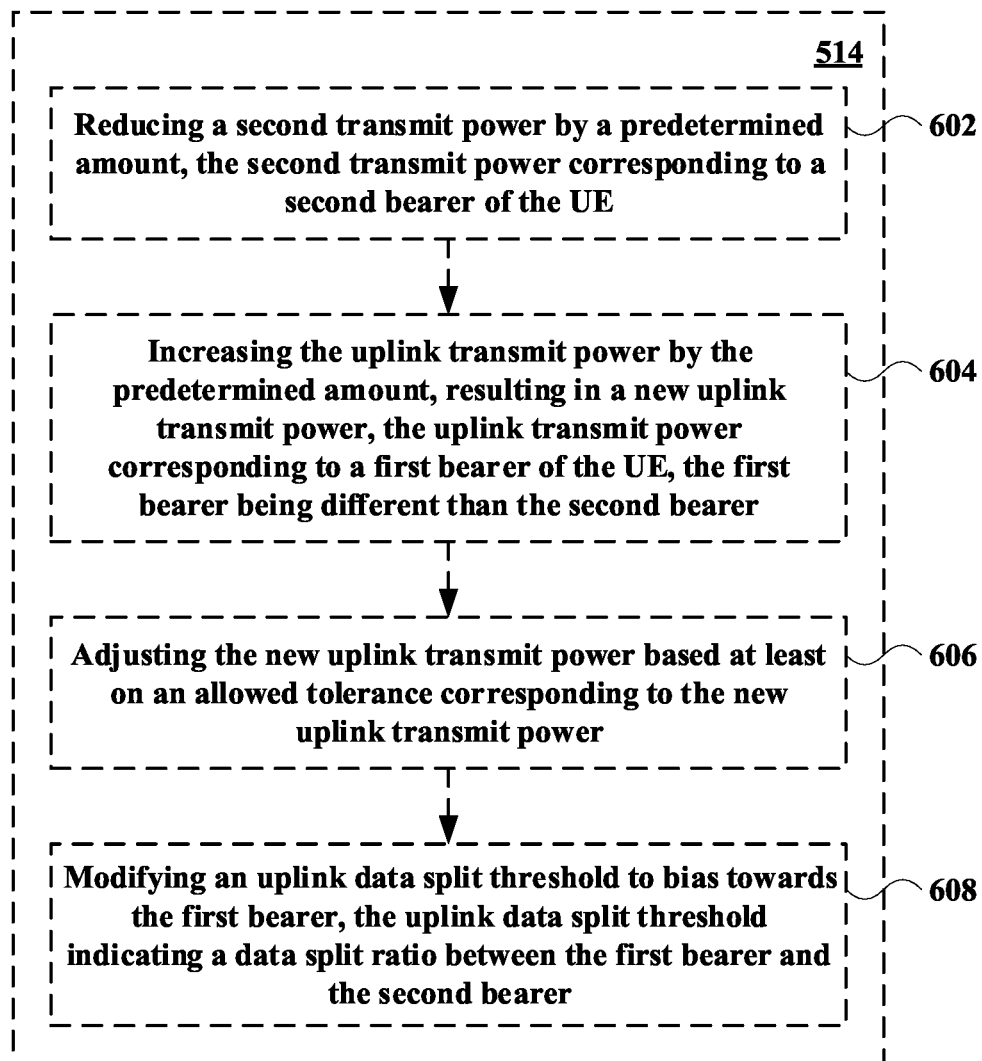 514
Reducing a second transmit power by a predetermined
amount, the second transmit power corresponding to a
second bearer of the UE
602
Increasing the uplink transmit power by the
predetermined amount, resulting in a new uplink
transmit power, the uplink transmit power
corresponding to a first bearer of the UE, the first
bearer being different than the second bearer
604
Adjusting the new uplink transmit power based at least
on an allowed tolerance corresponding to the new
uplink transmit power
606
Modifying an uplink data split threshold to bias towards
the first bearer, the uplink data split threshold
indicating a data split ratio between the first bearer and
the second bearer
608